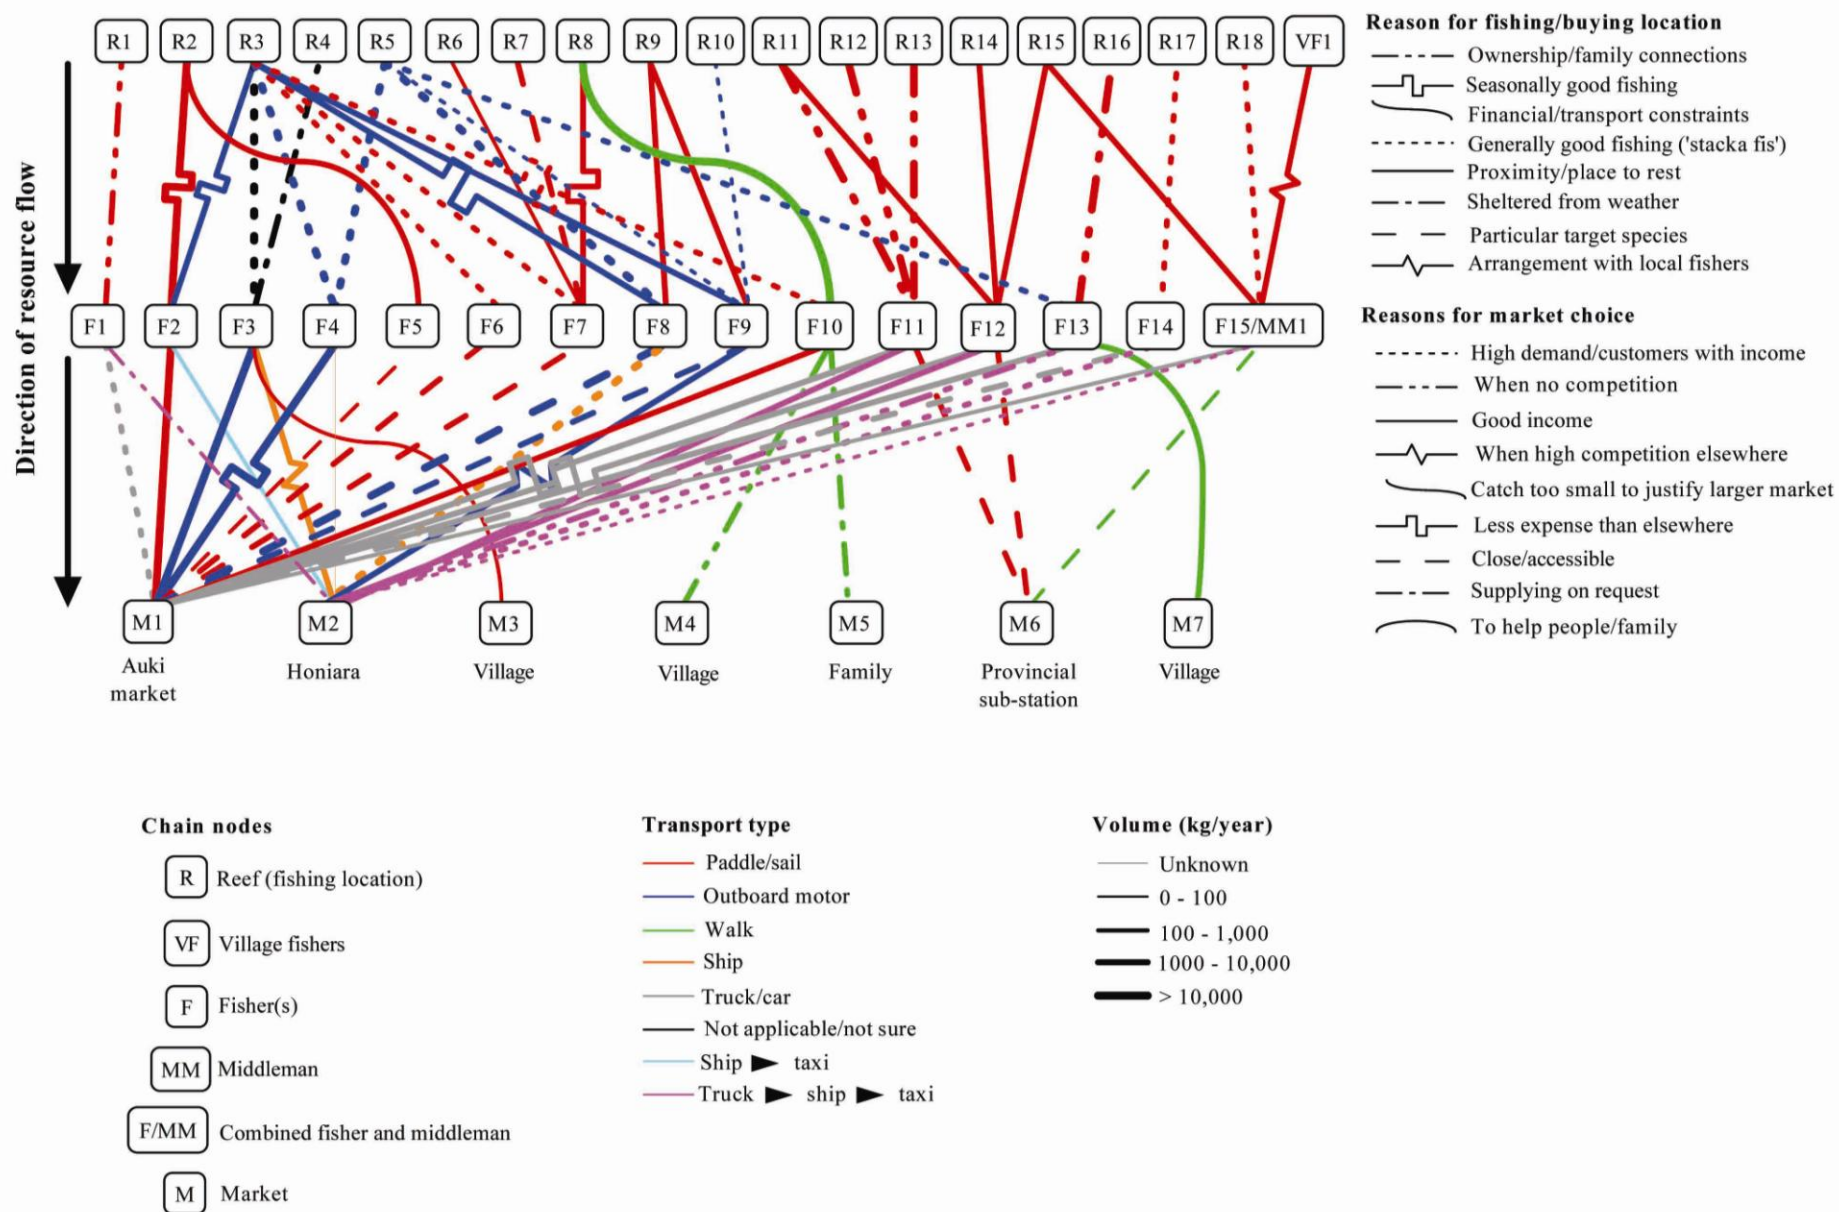 R1 R2 R3 R4 R5 R6 R7 R8 R9 R10 R11 R12 R13 R14 R15 R16 R17 R18 VF1
Direction of resource flow
F1 F2 F3 F4 F5 F6 F7 F8 F9 F10 F11 F12 F13 F14 F15/MM1
M1 M2 M3 M4 M5 M6 M7
Auki
market
Honiara
Village
Village
Family
Provincial
sub-station
Village
Reason for fishing/buying location
Ownership/family connections
Seasonally good fishing
Financial/transport constraints
Generally good fishing ('stacka fis')
Proximity/place to rest
Sheltered from weather
Particular target species
Arrangement with local fishers
Reasons for market choice
High demand/customers with income
When no competition
Good income
When high competition elsewhere
Catch too small to justify larger market
Less expense than elsewhere
Close/accessible
Supplying on request
To help people/family
Chain nodes
R Reef (fishing location)
VF Village fishers
F Fisher(s)
MM Middleman
F/MM Combined fisher and middleman
M Market
Transport type
Paddle/sail
Outboard motor
Walk
Ship
Truck/car
Not applicable/not sure
Ship ► taxi
Truck ► ship ► taxi
Volume (kg/year)
Unknown
0 - 100
100 - 1,000
1000 - 10,000
> 10,000